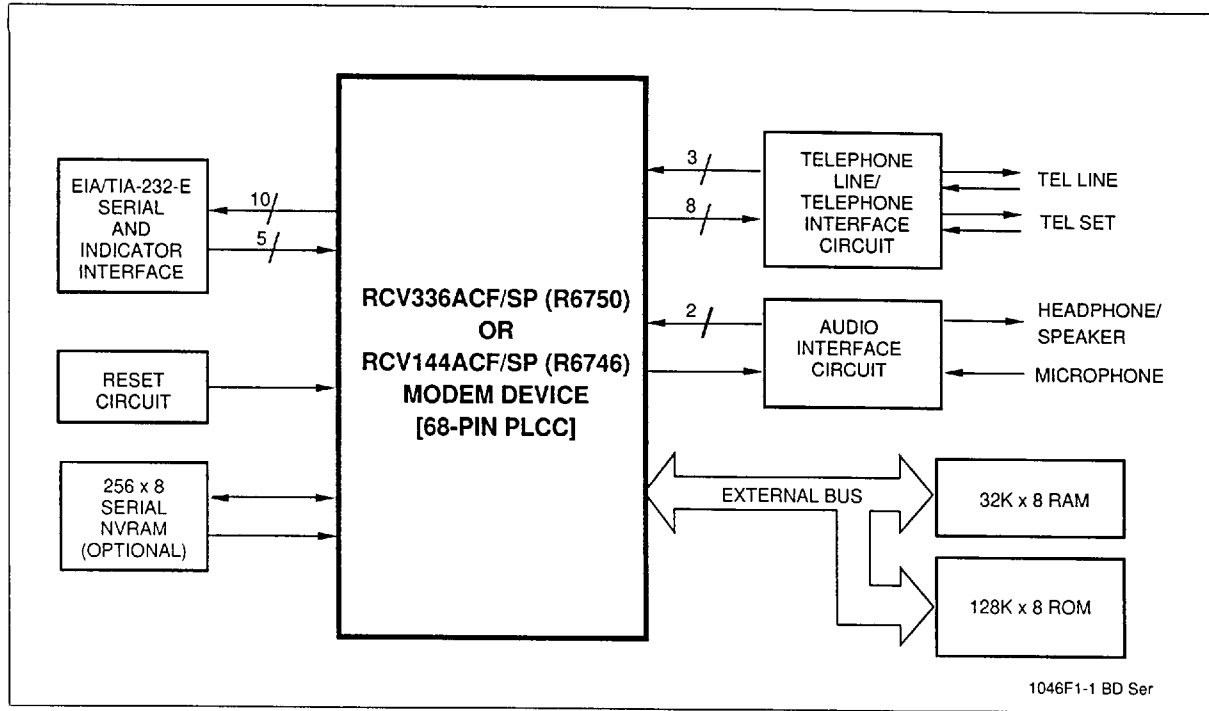 EIA/TIA-232-E
SERIAL
AND
INDICATOR
INTERFACE
10
5
RESET
CIRCUIT
256 x 8
SERIAL
NVRAM
(OPTIONAL)
RCV336ACF/SP (R6750)
OR
RCV144ACF/SP (R6746)
MODEM DEVICE
[68-PIN PLCC]
3
8
TELEPHONE
LINE/
TELEPHONE
INTERFACE
CIRCUIT
TEL LINE
TEL SET
2
AUDIO
INTERFACE
CIRCUIT
HEADPHONE/
SPEAKER
MICROPHONE
EXTERNAL BUS
32K x 8 RAM
128K x 8 ROM
1046F1-1 BD Ser